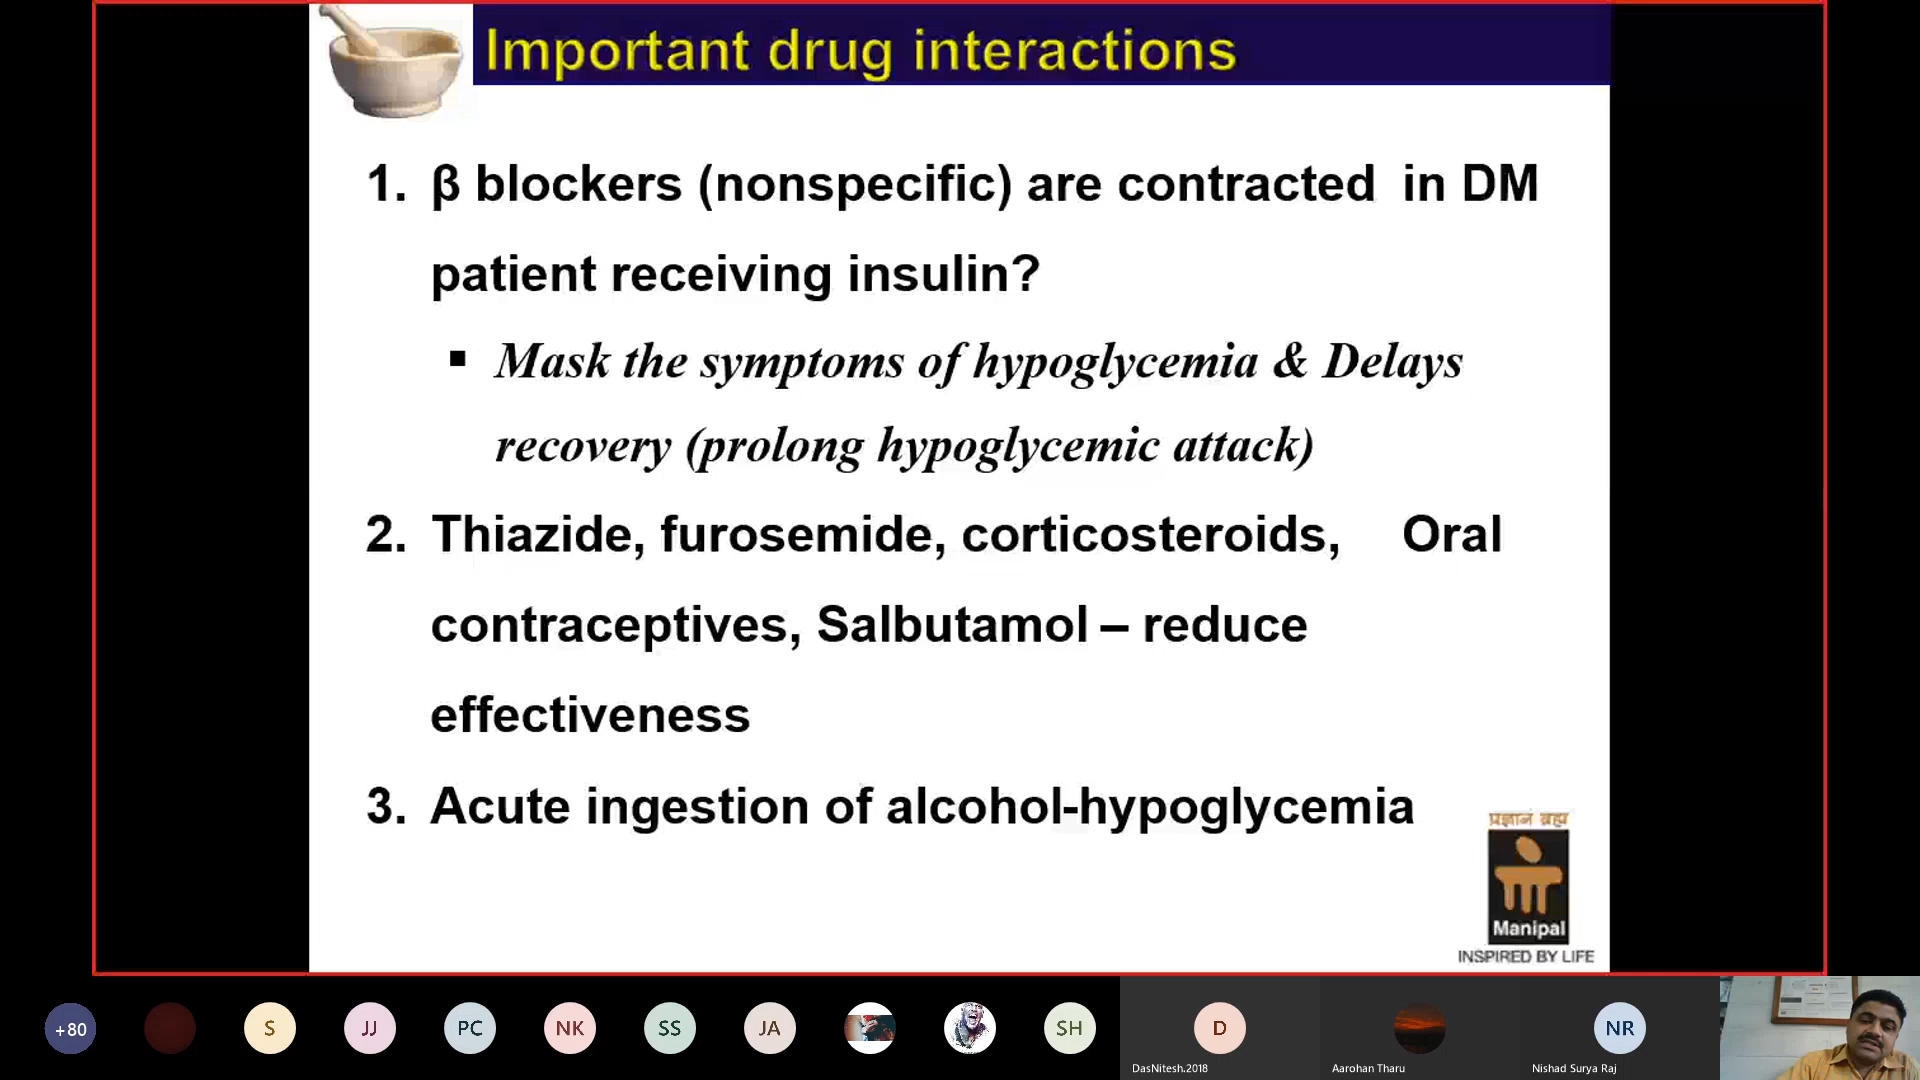 Important drug interactions
1. β blockers (nonspecific) are contracted in DM
patient receiving insulin?
▪ Mask the symptoms of hypoglycemia & Delays
recovery (prolong hypoglycemic attack)
2. Thiazide, furosemide, corticosteroids, Oral
contraceptives, Salbutamol – reduce
effectiveness
3. Acute ingestion of alcohol-hypoglycemia
प्रज्ञानं ब्रह्म
Manipal
INSPIRED BY LIFE
+80
S
JJ
PC
NK
SS
JA
SH
D
NR
DasNitesh.2018
Aarohan Tharu
Nishad Surya Raj